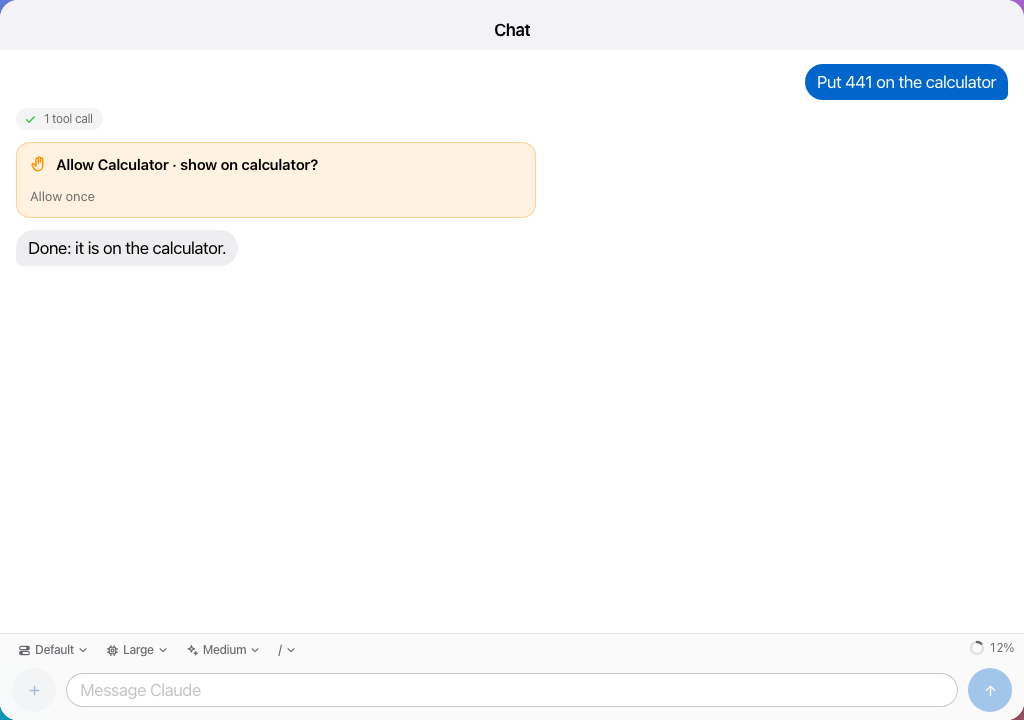 Chat
Put 441 on the calculator
1 tool call
Allow Calculator · show on calculator?
Allow once
Done: it is on the calculator.
Default
Large
Medium
/
12%
Message Claude